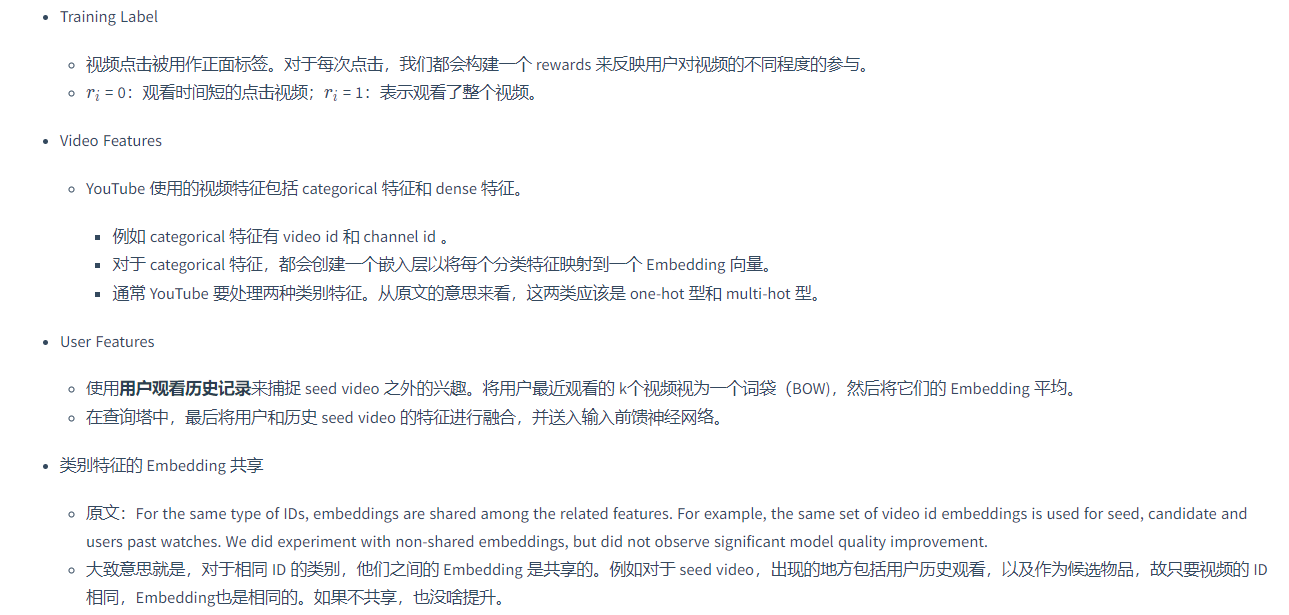 Training Label
视频点击被用作正面标签。对于每次点击，我们都会构建一个 rewards 来反映用户对视频的不同程度的参与。
r_i = 0：观看时间短的点击视频；r_i = 1：表示观看了整个视频。
Video Features
YouTube 使用的视频特征包括 categorical 特征和 dense 特征。
例如 categorical 特征有 video id 和 channel id 。
对于 categorical 特征，都会创建一个嵌入层以将每个分类特征映射到一个 Embedding 向量。
通常 YouTube 要处理两种类别特征。从原文的意思来看，这两类应该是 one-hot 型和 multi-hot 型。
User Features
使用用户观看历史记录来捕捉 seed video 之外的兴趣。将用户最近观看的 k个视频视为一个词袋（BOW)，然后将它们的 Embedding 平均。
在查询塔中，最后将用户和历史 seed video 的特征进行融合，并送入输入前馈神经网络。
类别特征的 Embedding 共享
原文：For the same type of IDs, embeddings are shared among the related features. For example, the same set of video id embeddings is used for seed, candidate and
users past watches. We did experiment with non-shared embeddings, but did not observe significant model quality improvement.
大致意思就是，对于相同 ID 的类别，他们之间的 Embedding 是共享的。例如对于 seed video，出现的地方包括用户历史观看，以及作为候选物品，故只要视频的 ID
相同，Embedding也是相同的。如果不共享，也没啥提升。